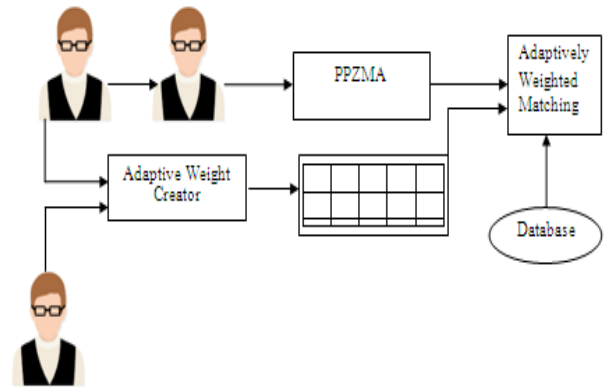 PPZMA
Adaptively
Weighted
Matching
Adaptive Weight
Creator
Database